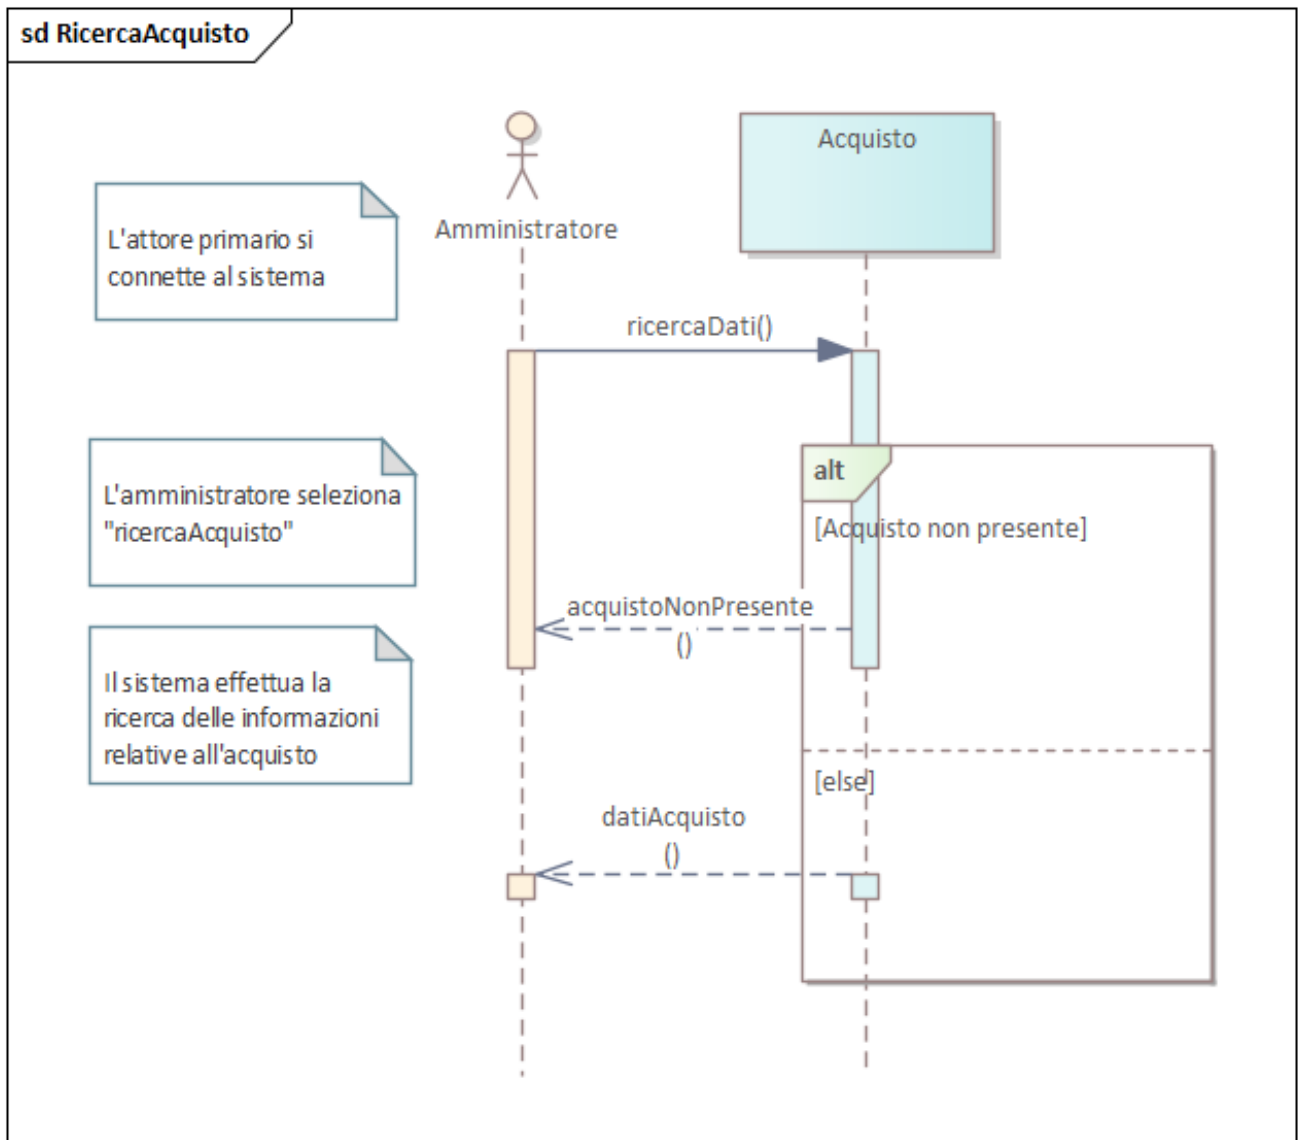 sd RicercaAcquisto
Acquisto
Amministratore
L'attore primario si
connette al sistema
ricercaDati()
L'amministratore seleziona
"ricercaAcquisto"
alt
[Acquisto non presente]
acquistoNonPresente
()
Il sistema effettua la
ricerca delle informazioni
relative all'acquisto
[else]
datiAcquisto
()